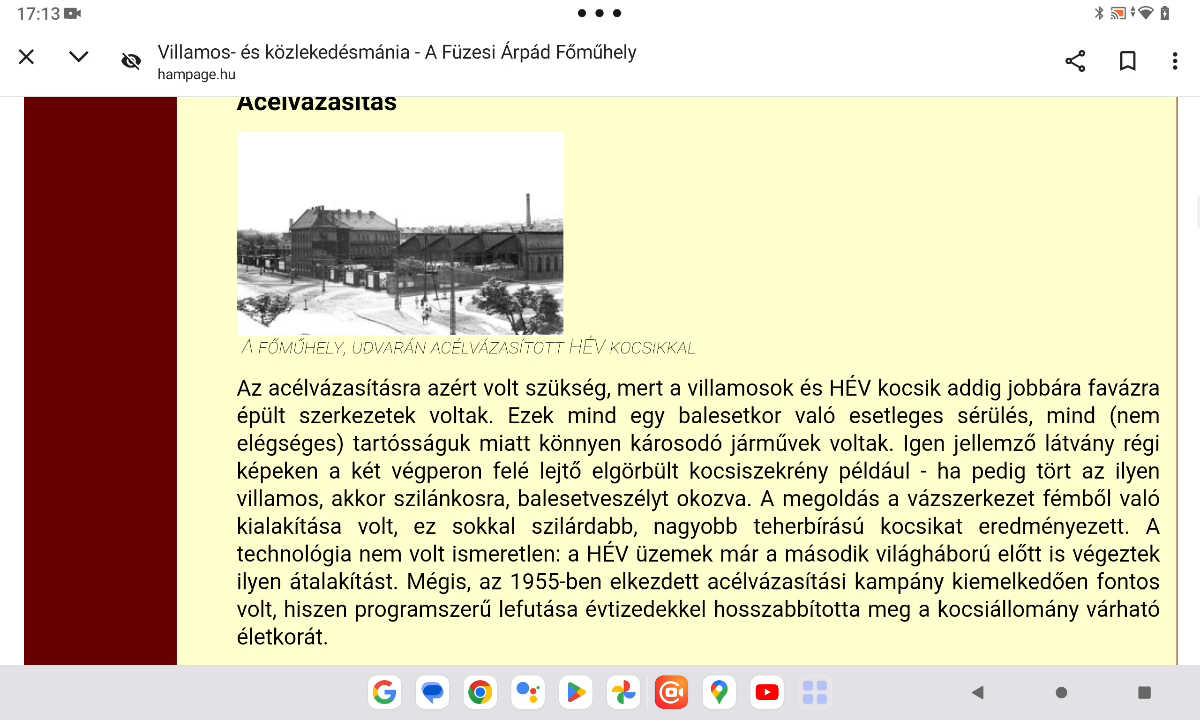 17:13
Villamos- és közlekedésmánia - A Füzesi Árpád Főműhely
hampage.hu
Acélvázasítás
A FŐMŰHELY, UDVARÁN ACÉLVÁZASÍTOTT HÉV KOCSIKKAL
Az acélvázasításra azért volt szükség, mert a villamosok és HÉV kocsik addig jobbára favázra
épült szerkezetek voltak. Ezek mind egy balesetkor való esetleges sérülés, mind (nem
elégséges) tartósságuk miatt könnyen károsodó járművek voltak. Igen jellemző látvány régi
képeken a két végperon felé lejtő elgörbült kocsiszekrény például - ha pedig tört az ilyen
villamos, akkor szilánkosra, balesetveszélyt okozva. A megoldás a vázszerkezet fémből való
kialakítása volt, ez sokkal szilárdabb, nagyobb teherbírású kocsikat eredményezett. A
technológia nem volt ismeretlen: a HÉV üzemek már a második világháború előtt is végeztek
ilyen átalakítást. Mégis, az 1955-ben elkezdett acélvázasítási kampány kiemelkedően fontos
volt, hiszen programszerű lefutása évtizedekkel hosszabbította meg a kocsiállomány várható
életkorát.